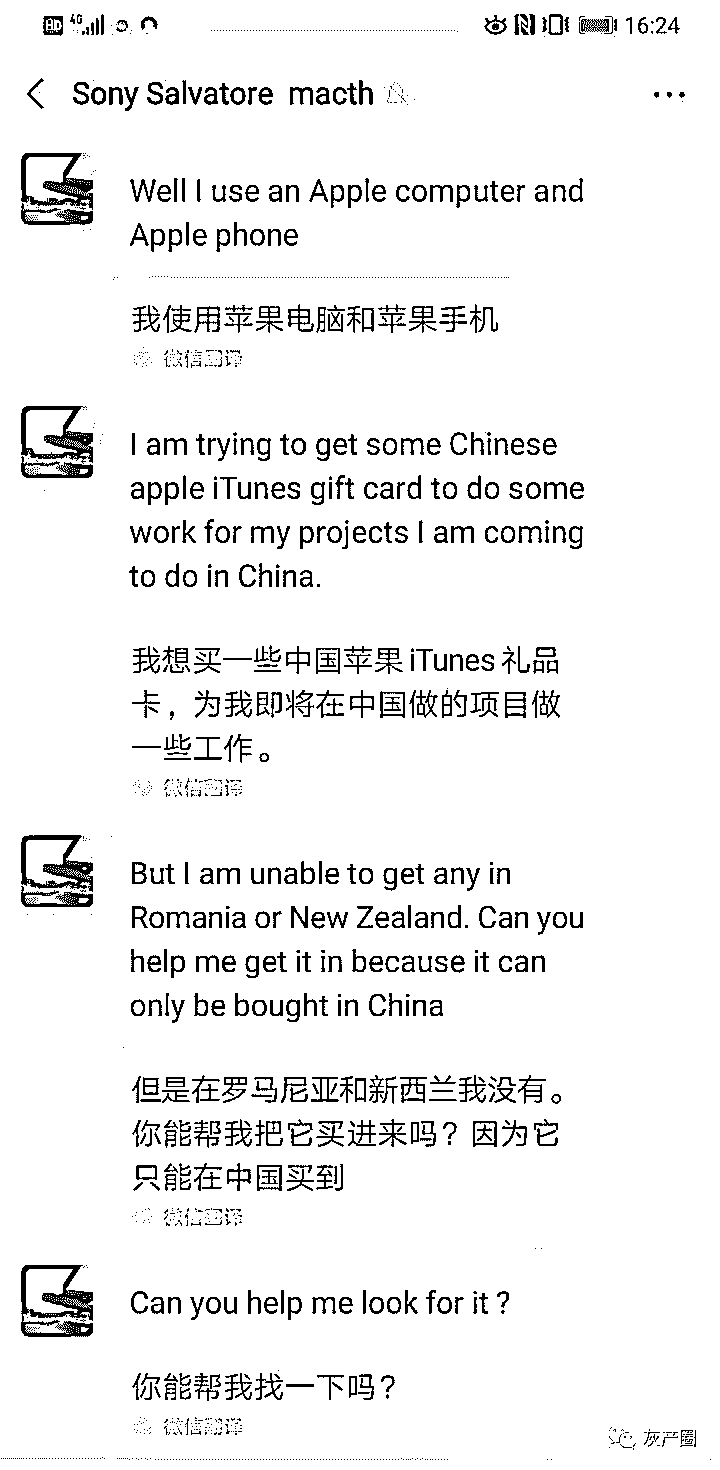 HD 4G 16:24
Sony Salvatore macth
Well I use an Apple computer and
Apple phone
我使用苹果电脑和苹果手机
微信翻译
I am trying to get some Chinese
apple iTunes gift card to do some
work for my projects I am coming
to do in China.
我想买一些中国苹果iTunes礼品
卡，为我即将在中国做的项目做
一些工作。
微信翻译
But I am unable to get any in
Romania or New Zealand. Can you
help me get it in because it can
only be bought in China
但是在罗马尼亚和新西兰我没有。
你能帮我把它买进来吗？因为它
只能在中国买到
微信翻译
Can you help me look for it ?
你能帮我找一下吗？
微信翻译
灰产圈